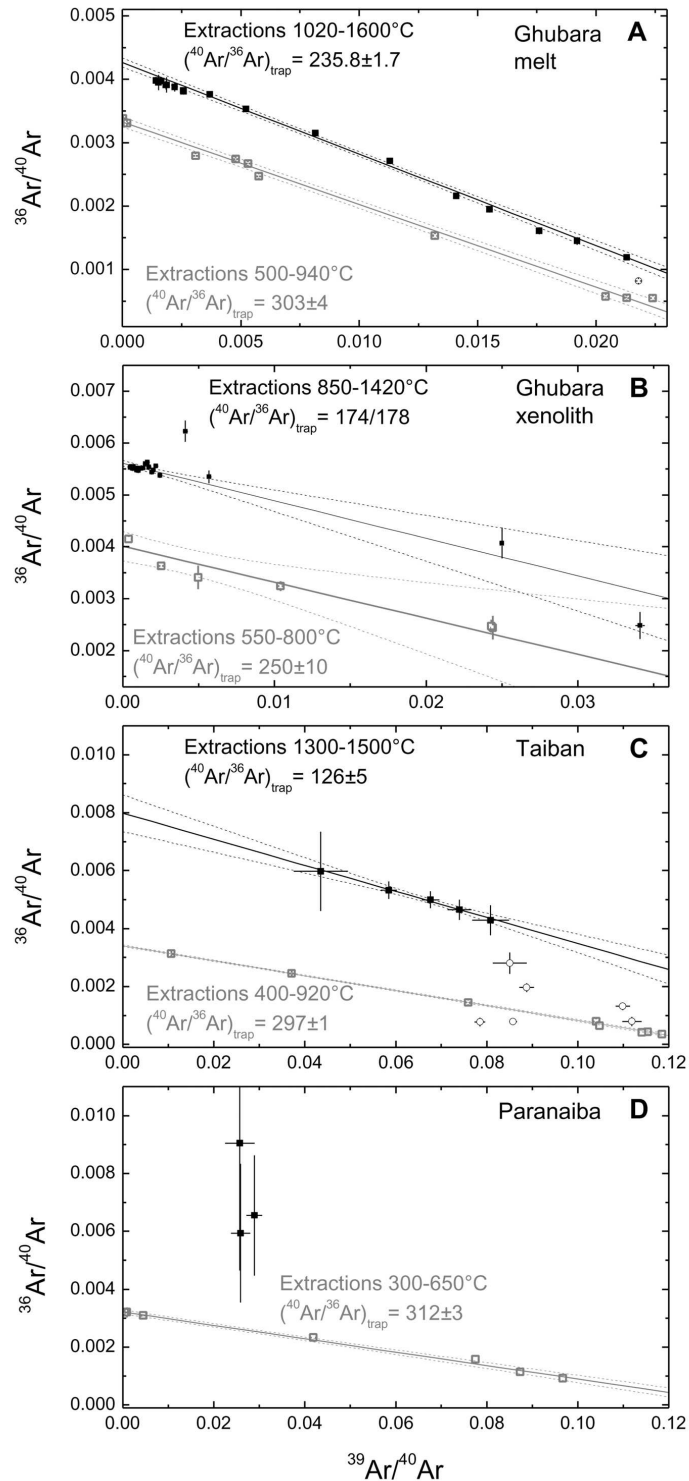 Extractions 1020-1600°C
(⁴⁰Ar/³⁶Ar)trap = 235.8±1.7
Ghubara
melt
A
0.005
0.004
0.003
0.002
0.001
³⁶Ar/⁴⁰Ar
Extractions 500-940°C
(⁴⁰Ar/³⁶Ar)trap = 303±4
0.000 0.005 0.010 0.015 0.020
Extractions 850-1420°C
(⁴⁰Ar/³⁶Ar)trap = 174/178
Ghubara
xenolith
B
0.007
0.006
0.005
0.004
0.003
0.002
³⁶Ar/⁴⁰Ar
Extractions 550-800°C
(⁴⁰Ar/³⁶Ar)trap = 250±10
0.00 0.01 0.02 0.03
Extractions 1300-1500°C
(⁴⁰Ar/³⁶Ar)trap = 126±5
Taiban
C
0.010
0.008
0.006
0.004
0.002
0.000
³⁶Ar/⁴⁰Ar
Extractions 400-920°C
(⁴⁰Ar/³⁶Ar)trap = 297±1
0.00 0.02 0.04 0.06 0.08 0.10 0.12
Paranaiba
D
0.010
0.008
0.006
0.004
0.002
0.000
³⁶Ar/⁴⁰Ar
Extractions 300-650°C
(⁴⁰Ar/³⁶Ar)trap = 312±3
0.00 0.02 0.04 0.06 0.08 0.10 0.12
³⁹Ar/⁴⁰Ar